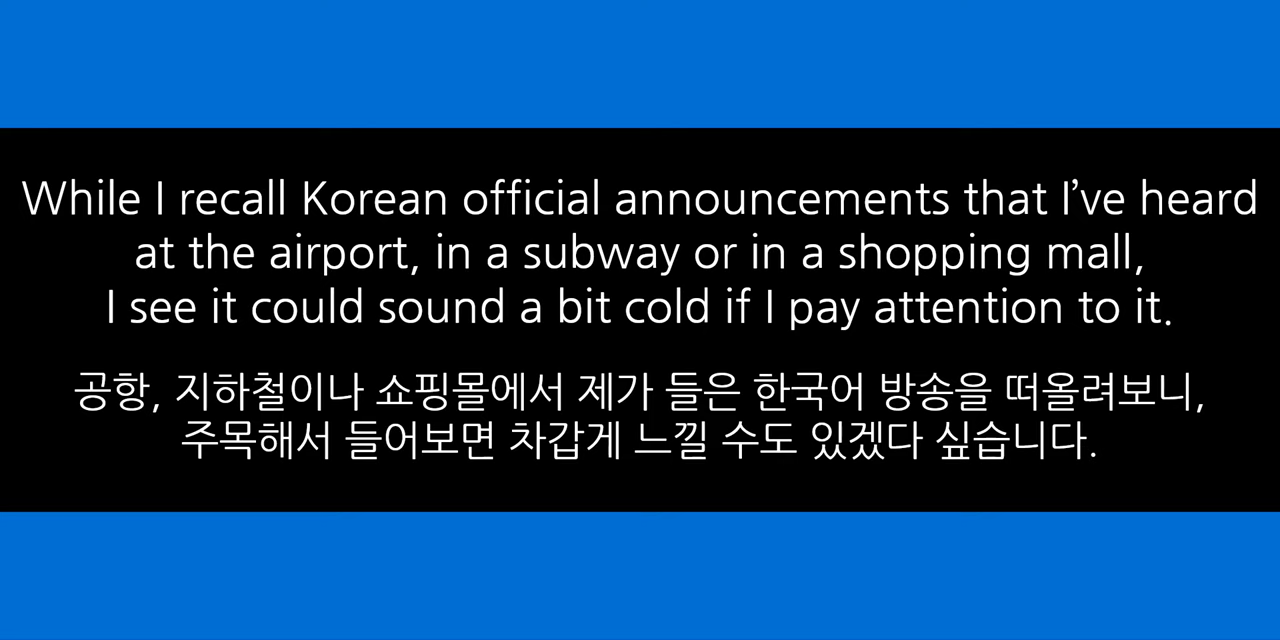 While I recall Korean official announcements that I’ve heard
at the airport, in a subway or in a shopping mall,
I see it could sound a bit cold if I pay attention to it.
공항, 지하철이나 쇼핑몰에서 제가 들은 한국어 방송을 떠올려보니,
주목해서 들어보면 차갑게 느낄 수도 있겠다 싶습니다.